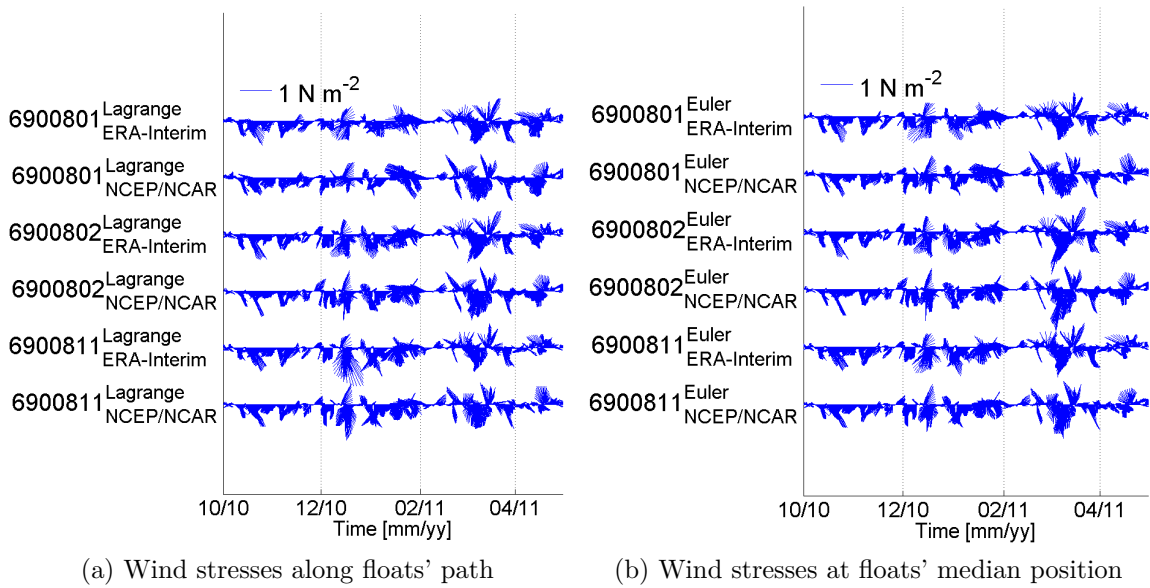 1 N m-2
6900801 Lagrange ERA-Interim
6900801 Lagrange NCEP/NCAR
6900802 Lagrange ERA-Interim
6900802 Lagrange NCEP/NCAR
6900811 Lagrange ERA-Interim
6900811 Lagrange NCEP/NCAR
10/10 12/10 02/11 04/11
Time [mm/yy]
(a) Wind stresses along floats' path
1 N m-2
6900801 Euler ERA-Interim
6900801 Euler NCEP/NCAR
6900802 Euler ERA-Interim
6900802 Euler NCEP/NCAR
6900811 Euler ERA-Interim
6900811 Euler NCEP/NCAR
10/10 12/10 02/11 04/11
Time [mm/yy]
(b) Wind stresses at floats' median position